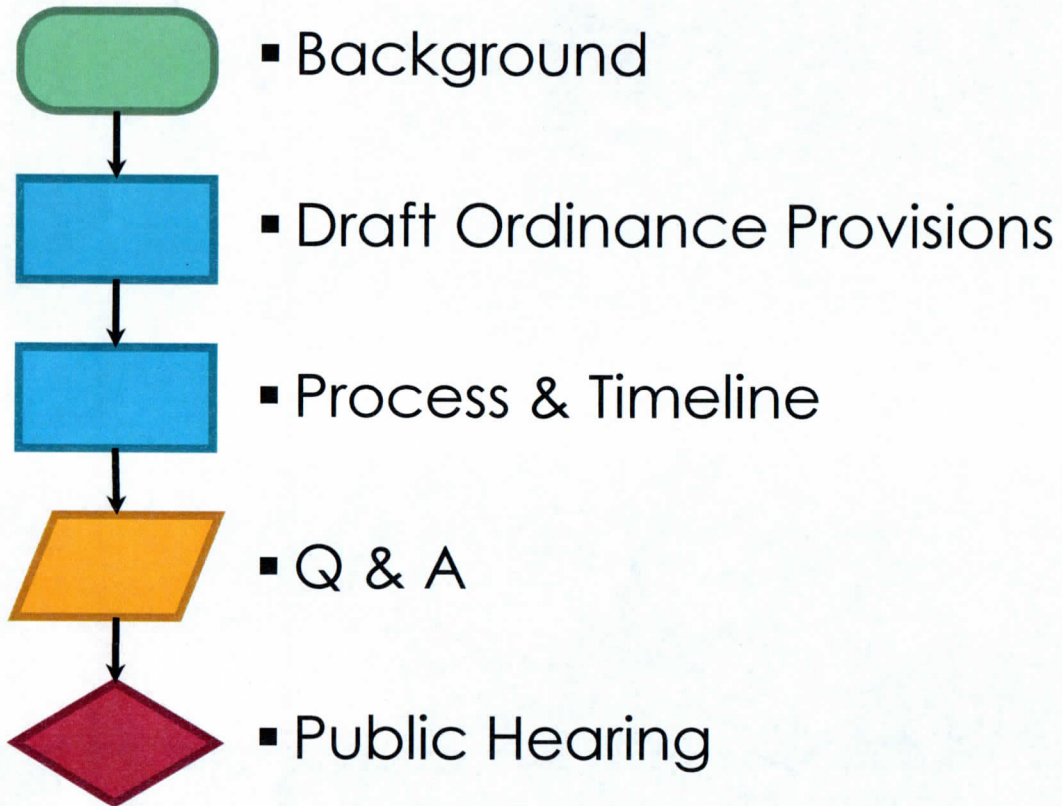 ▪ Background
▪ Draft Ordinance Provisions
▪ Process & Timeline
▪ Q & A
▪ Public Hearing